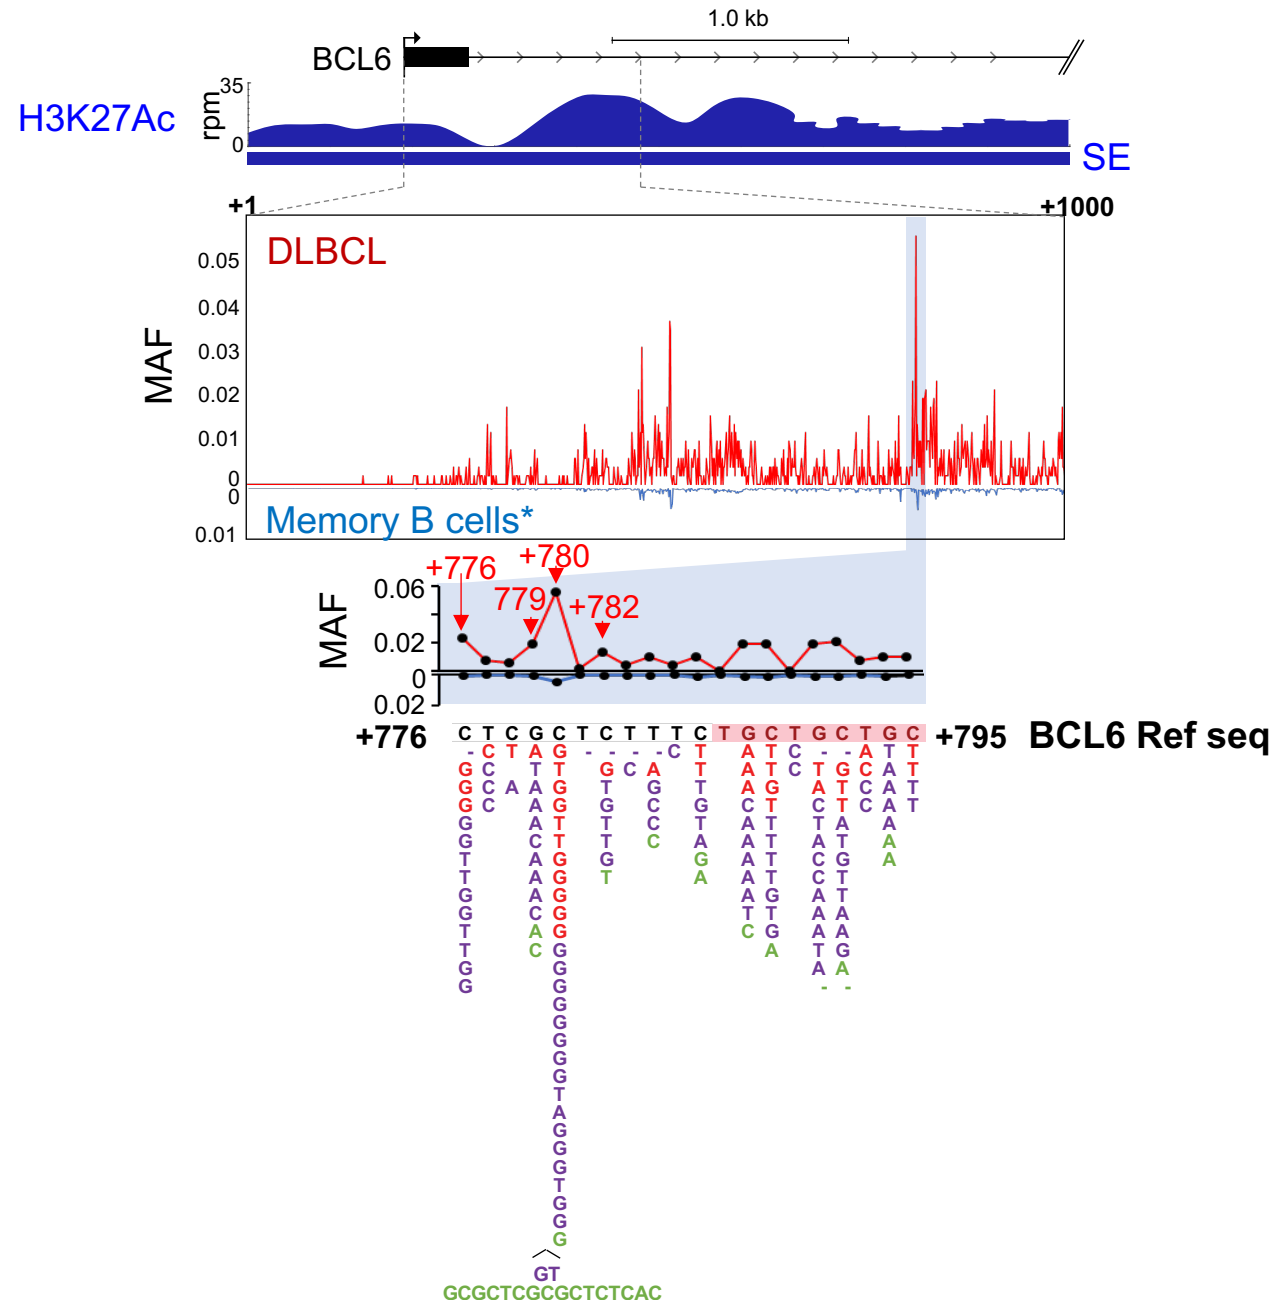 1.0 kb
BCL6
H3K27Ac
rpm
35
0
SE
+1
+1000
DLBCL
MAF
0.05
0.04
0.03
0.02
0.01
0
0
0.01
Memory B cells*
+776
779
+780
+782
MAF
0.06
0.02
0
0
0.02
+776 CTCGCTCTTTCTGCTGCTGC +795 BCL6 Ref seq
- C T A G - - - - C T A T C - - A T T
G C T T G C A T A T C T G C A T
G C A A G T G T A G A T C A T
G C A G G C G C T C T C A T
G A T T C T A T T A A
G C T T C A A T A T A
T A G G G A T C G A
T A G T A A T C T
G A G A G A T
G C G T T A A
T A G C G A A
T C G A T G
G G A A
G G - -
G
G
G
G
G
T
A
G
G
G
T
G
G
G
GT
GCGCTCGCGCTCTCAC